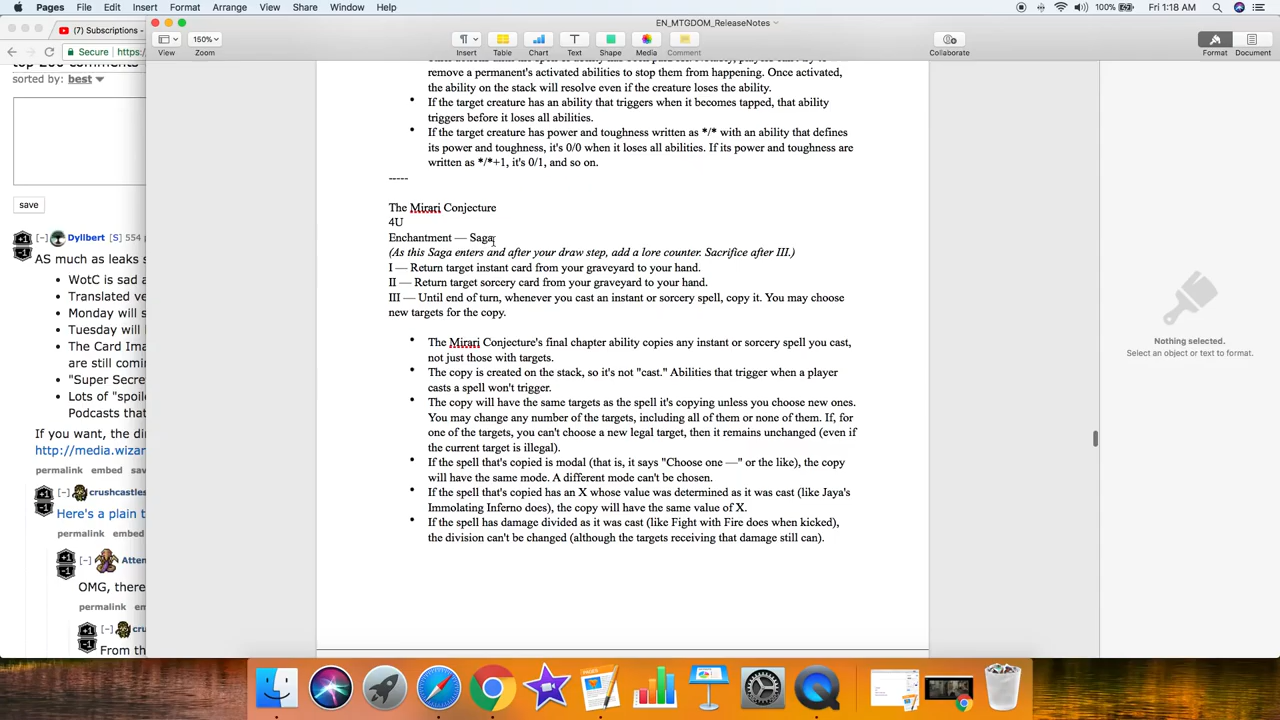 Pages File Edit Insert Format Arrange View Share Window Help
100% Fri 1:18 AM
EN_MTGDOM_ReleaseNotes
(7) Subscriptions -
Secure https:/
150%
View Zoom Insert Table Chart Text Shape Media Comment Collaborate Format Document
sorted by: best
save
[–] Dyllbert [S] 554 p
AS much as leaks s
WotC is sad a
Translated ve
Monday will s
Tuesday will
The Card Ima
are still comi
"Super Secre
Lots of "spoil
Podcasts that
If you want, the di
http://media.wizar
permalink embed sav
[–] crushcastles
Here's a plain t
permalink embed
[–] Atten
OMG, there
permalink em
[–] cru
From th
remove a permanent's activated abilities to stop them from happening. Once activated,
the ability on the stack will resolve even if the creature loses the ability.
• If the target creature has an ability that triggers when it becomes tapped, that ability
triggers before it loses all abilities.
• If the target creature has power and toughness written as */* with an ability that defines
its power and toughness, it's 0/0 when it loses all abilities. If its power and toughness are
written as */*+1, it's 0/1, and so on.
-----
The Mirari Conjecture
4U
Enchantment — Saga
(As this Saga enters and after your draw step, add a lore counter. Sacrifice after III.)
I — Return target instant card from your graveyard to your hand.
II — Return target sorcery card from your graveyard to your hand.
III — Until end of turn, whenever you cast an instant or sorcery spell, copy it. You may choose
new targets for the copy.
• The Mirari Conjecture's final chapter ability copies any instant or sorcery spell you cast,
not just those with targets.
• The copy is created on the stack, so it's not "cast." Abilities that trigger when a player
casts a spell won't trigger.
• The copy will have the same targets as the spell it's copying unless you choose new ones.
You may change any number of the targets, including all of them or none of them. If, for
one of the targets, you can't choose a new legal target, then it remains unchanged (even if
the current target is illegal).
• If the spell that's copied is modal (that is, it says "Choose one —" or the like), the copy
will have the same mode. A different mode can't be chosen.
• If the spell that's copied has an X whose value was determined as it was cast (like Jaya's
Immolating Inferno does), the copy will have the same value of X.
• If the spell has damage divided as it was cast (like Fight with Fire does when kicked),
the division can't be changed (although the targets receiving that damage still can).
Nothing selected.
Select an object or text to format.